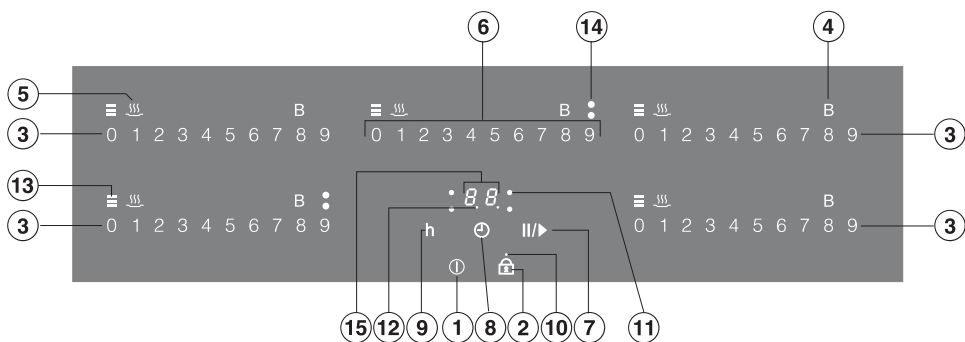 6 14 4
5 B B B
3 0 1 2 3 4 5 6 7 8 9 0 1 2 3 4 5 6 7 8 9 0 1 2 3 4 5 6 7 8 9 3
13 B 8.8. B
3 0 1 2 3 4 5 6 7 8 9 0 1 2 3 4 5 6 7 8 9 3
h II/▶
15 12 9 1 8 2 10 7 11